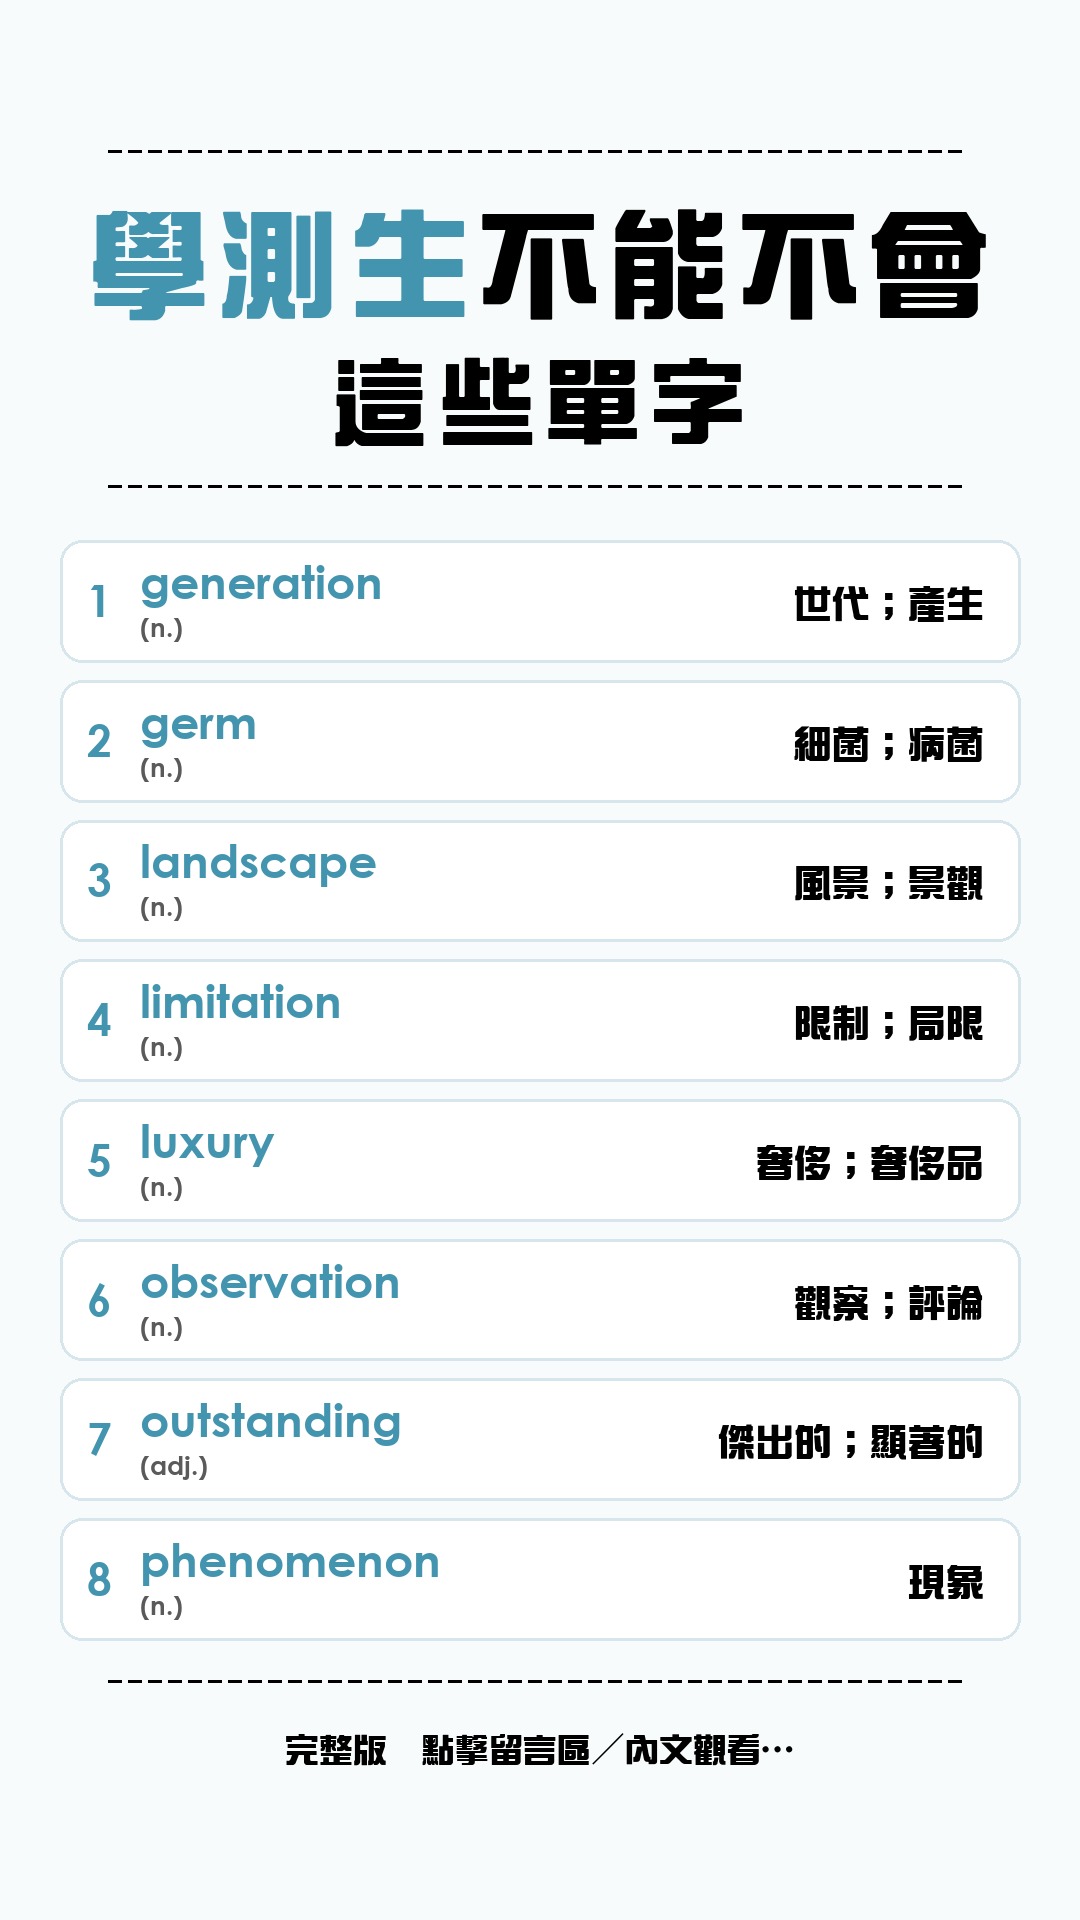 學測生不能不會
這些單字
1 generation (n.) 世代；產生
2 germ (n.) 細菌；病菌
3 landscape (n.) 風景；景觀
4 limitation (n.) 限制；局限
5 luxury (n.) 奢侈；奢侈品
6 observation (n.) 觀察；評論
7 outstanding (adj.) 傑出的；顯著的
8 phenomenon (n.) 現象
完整版　點擊留言區／內文觀看…